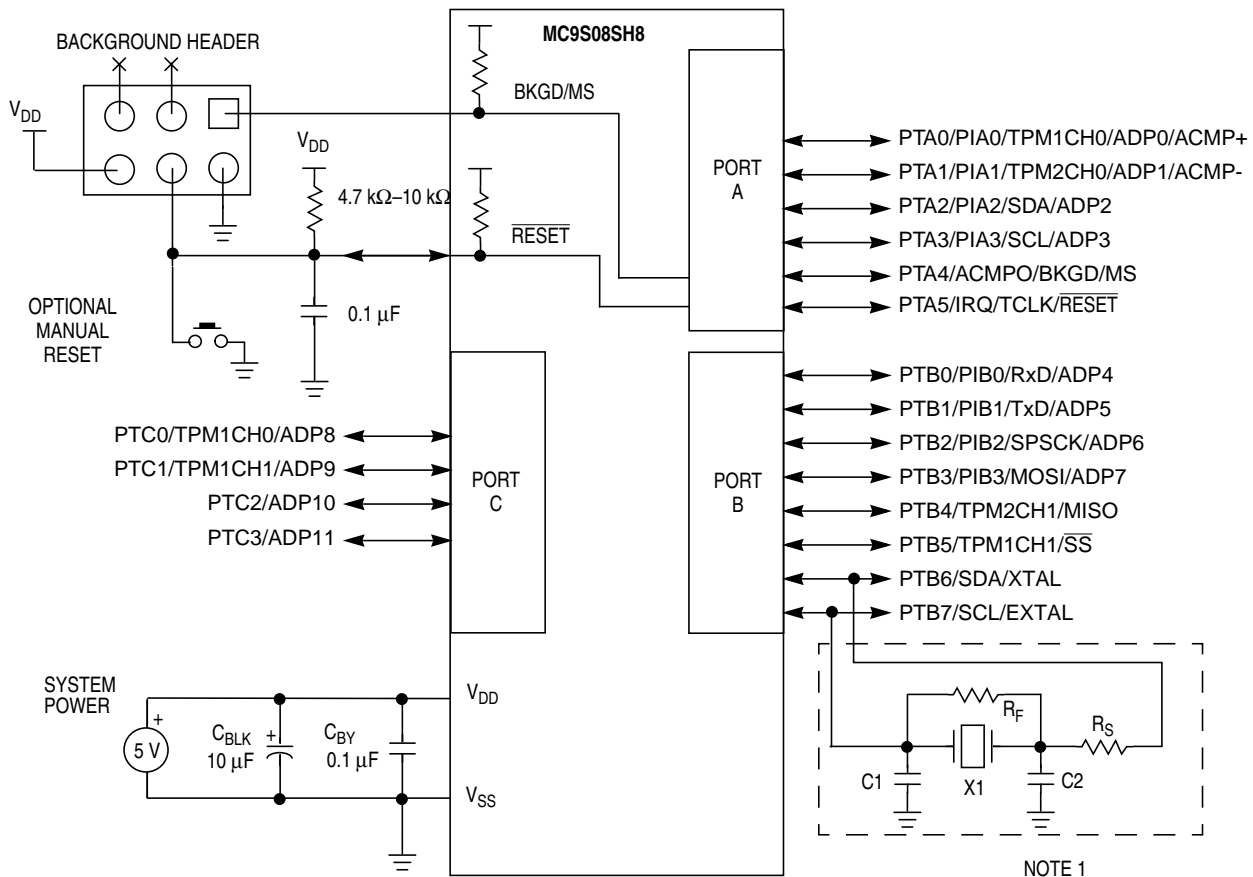 BACKGROUND HEADER
MC9S08SH8
V_DD
BKGD/MS
V_DD
4.7 kΩ–10 kΩ
RESET
OPTIONAL
MANUAL
RESET
0.1 μF
PORT
A
PTA0/PIA0/TPM1CH0/ADP0/ACMP+
PTA1/PIA1/TPM2CH0/ADP1/ACMP-
PTA2/PIA2/SDA/ADP2
PTA3/PIA3/SCL/ADP3
PTA4/ACMPO/BKGD/MS
PTA5/IRQ/TCLK/RESET
PTC0/TPM1CH0/ADP8
PTC1/TPM1CH1/ADP9
PTC2/ADP10
PTC3/ADP11
PORT
C
PORT
B
PTB0/PIB0/RxD/ADP4
PTB1/PIB1/TxD/ADP5
PTB2/PIB2/SPSCK/ADP6
PTB3/PIB3/MOSI/ADP7
PTB4/TPM2CH1/MISO
PTB5/TPM1CH1/SS
PTB6/SDA/XTAL
PTB7/SCL/EXTAL
SYSTEM
POWER
+
5 V
C_BLK
+
10 μF
C_BY
0.1 μF
V_DD
V_SS
R_F
R_S
C1
X1
C2
NOTE 1